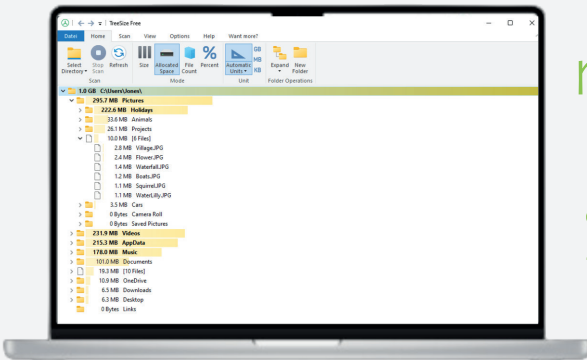 TreeSize Free
Datei Home Scan View Options Help Want more?
Select Directory Stop Scan Refresh Size Allocated Space File Count Percent Automatic Units GB MB KB Expand New Folder
Scan Mode Unit Folder Operations
1.0 GB C:\Users\Jones\
295.7 MB Pictures
222.6 MB Holidays
33.6 MB Animals
26.1 MB Projects
10.0 MB [6 Files]
2.8 MB Village.JPG
2.4 MB Flower.JPG
1.4 MB Waterfall.JPG
1.2 MB Boats.JPG
1.1 MB Squirrel.JPG
1.1 MB WaterLilly.JPG
3.5 MB Cars
0 Bytes Camera Roll
0 Bytes Saved Pictures
231.9 MB Videos
215.3 MB AppData
178.0 MB Music
101.0 MB Documents
19.3 MB [10 Files]
10.9 MB OneDrive
6.5 MB Downloads
6.3 MB Desktop
0 Bytes Links